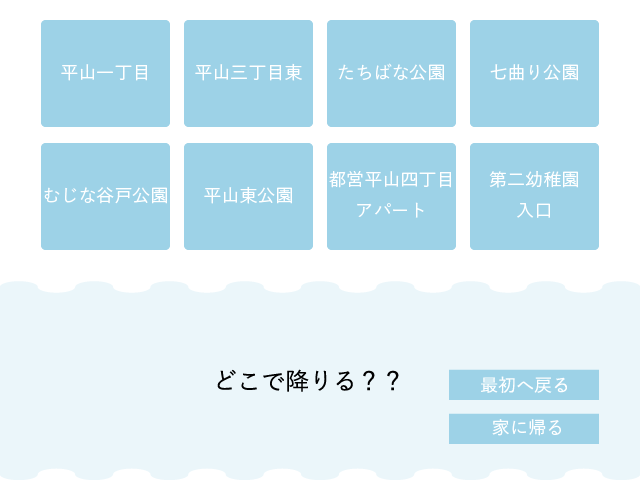 平山一丁目
平山三丁目東
たちばな公園
七曲り公園
むじな谷戸公園
平山東公園
都営平山四丁目
アパート
第二幼稚園
入口
どこで降りる？？
最初へ戻る
家に帰る